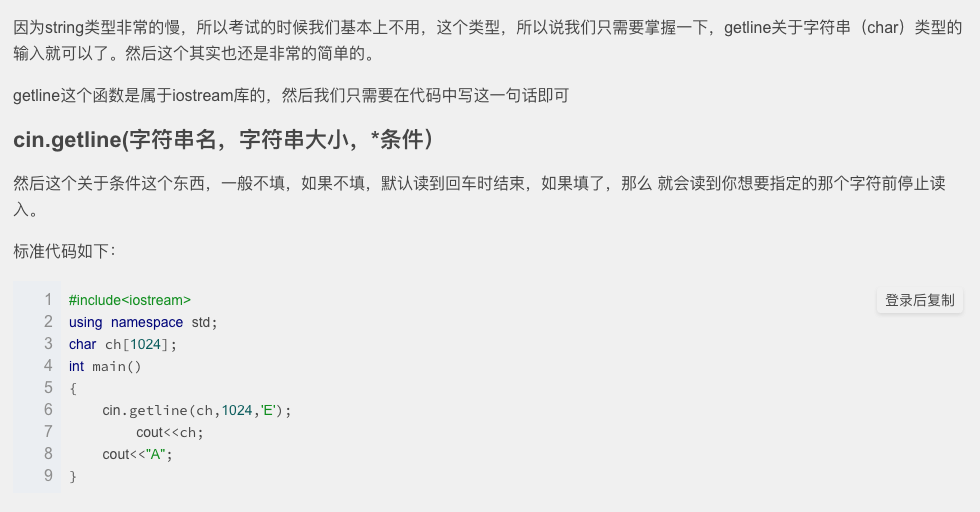 因为string类型非常的慢，所以考试的时候我们基本上不用，这个类型，所以说我们只需要掌握一下，getline关于字符串（char）类型的
输入就可以了。然后这个其实也还是非常的简单的。
getline这个函数是属于iostream库的，然后我们只需要在代码中写这一句话即可
cin.getline(字符串名，字符串大小，*条件）
然后这个关于条件这个东西，一般不填，如果不填，默认读到回车时结束，如果填了，那么 就会读到你想要指定的那个字符前停止读
入。
标准代码如下：
登录后复制
1 #include<iostream>
2 using namespace std;
3 char ch[1024];
4 int main()
5 {
6     cin.getline(ch,1024,'E');
7         cout<<ch;
8     cout<<"A";
9 }